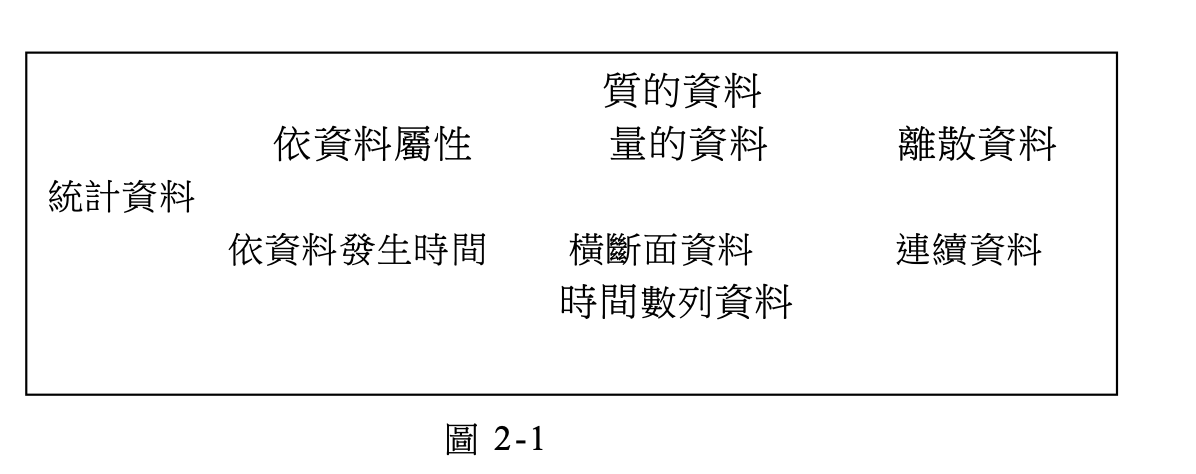 質的資料
依資料屬性 量的資料 離散資料
統計資料
依資料發生時間 橫斷面資料 連續資料
時間數列資料
圖 2-1